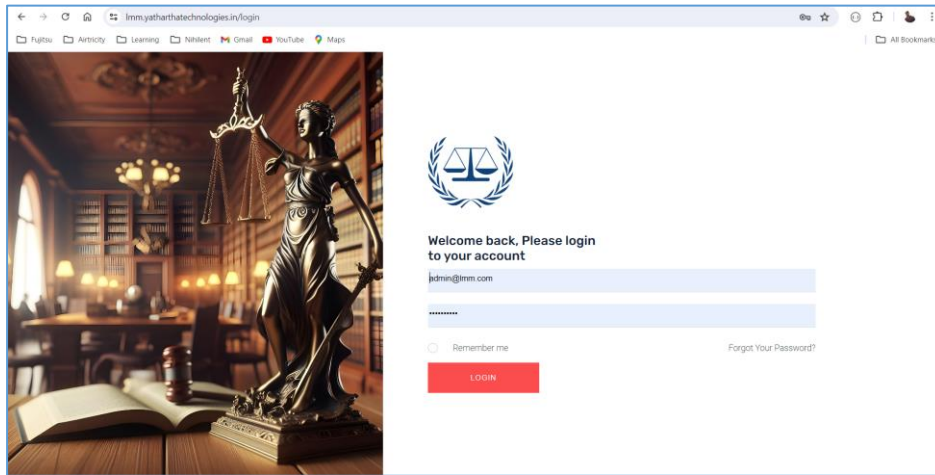 lmm.yatharthatechnologies.in/login
Fujitsu Airtricity Learning Nihilent Gmail YouTube Maps All Bookmarks
Welcome back, Please login
to your account
admin@lmm.com
••••••••••
Remember me Forgot Your Password?
LOGIN